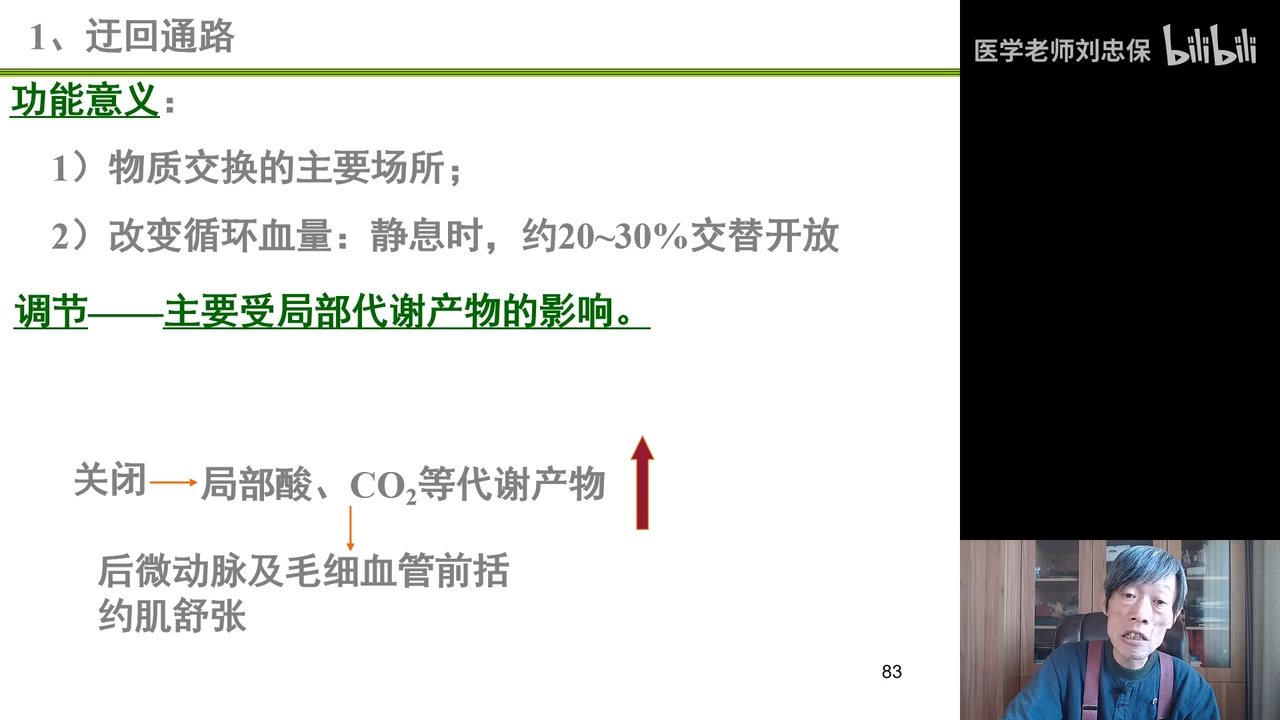 1、迂回通路
功能意义：
1）物质交换的主要场所；
2）改变循环血量：静息时，约20~30%交替开放
调节——主要受局部代谢产物的影响。
关闭
局部酸、CO₂等代谢产物
后微动脉及毛细血管前括
约肌舒张
83
医学老师刘忠保 bilibili